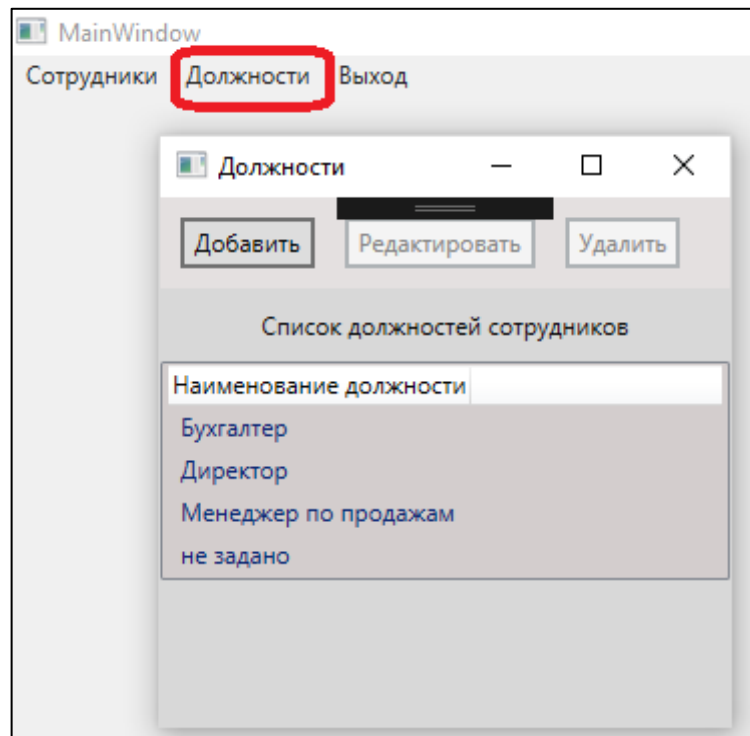 MainWindow
Сотрудники Должности Выход
Должности
Добавить Редактировать Удалить
Список должностей сотрудников
Наименование должности
Бухгалтер
Директор
Менеджер по продажам
не задано